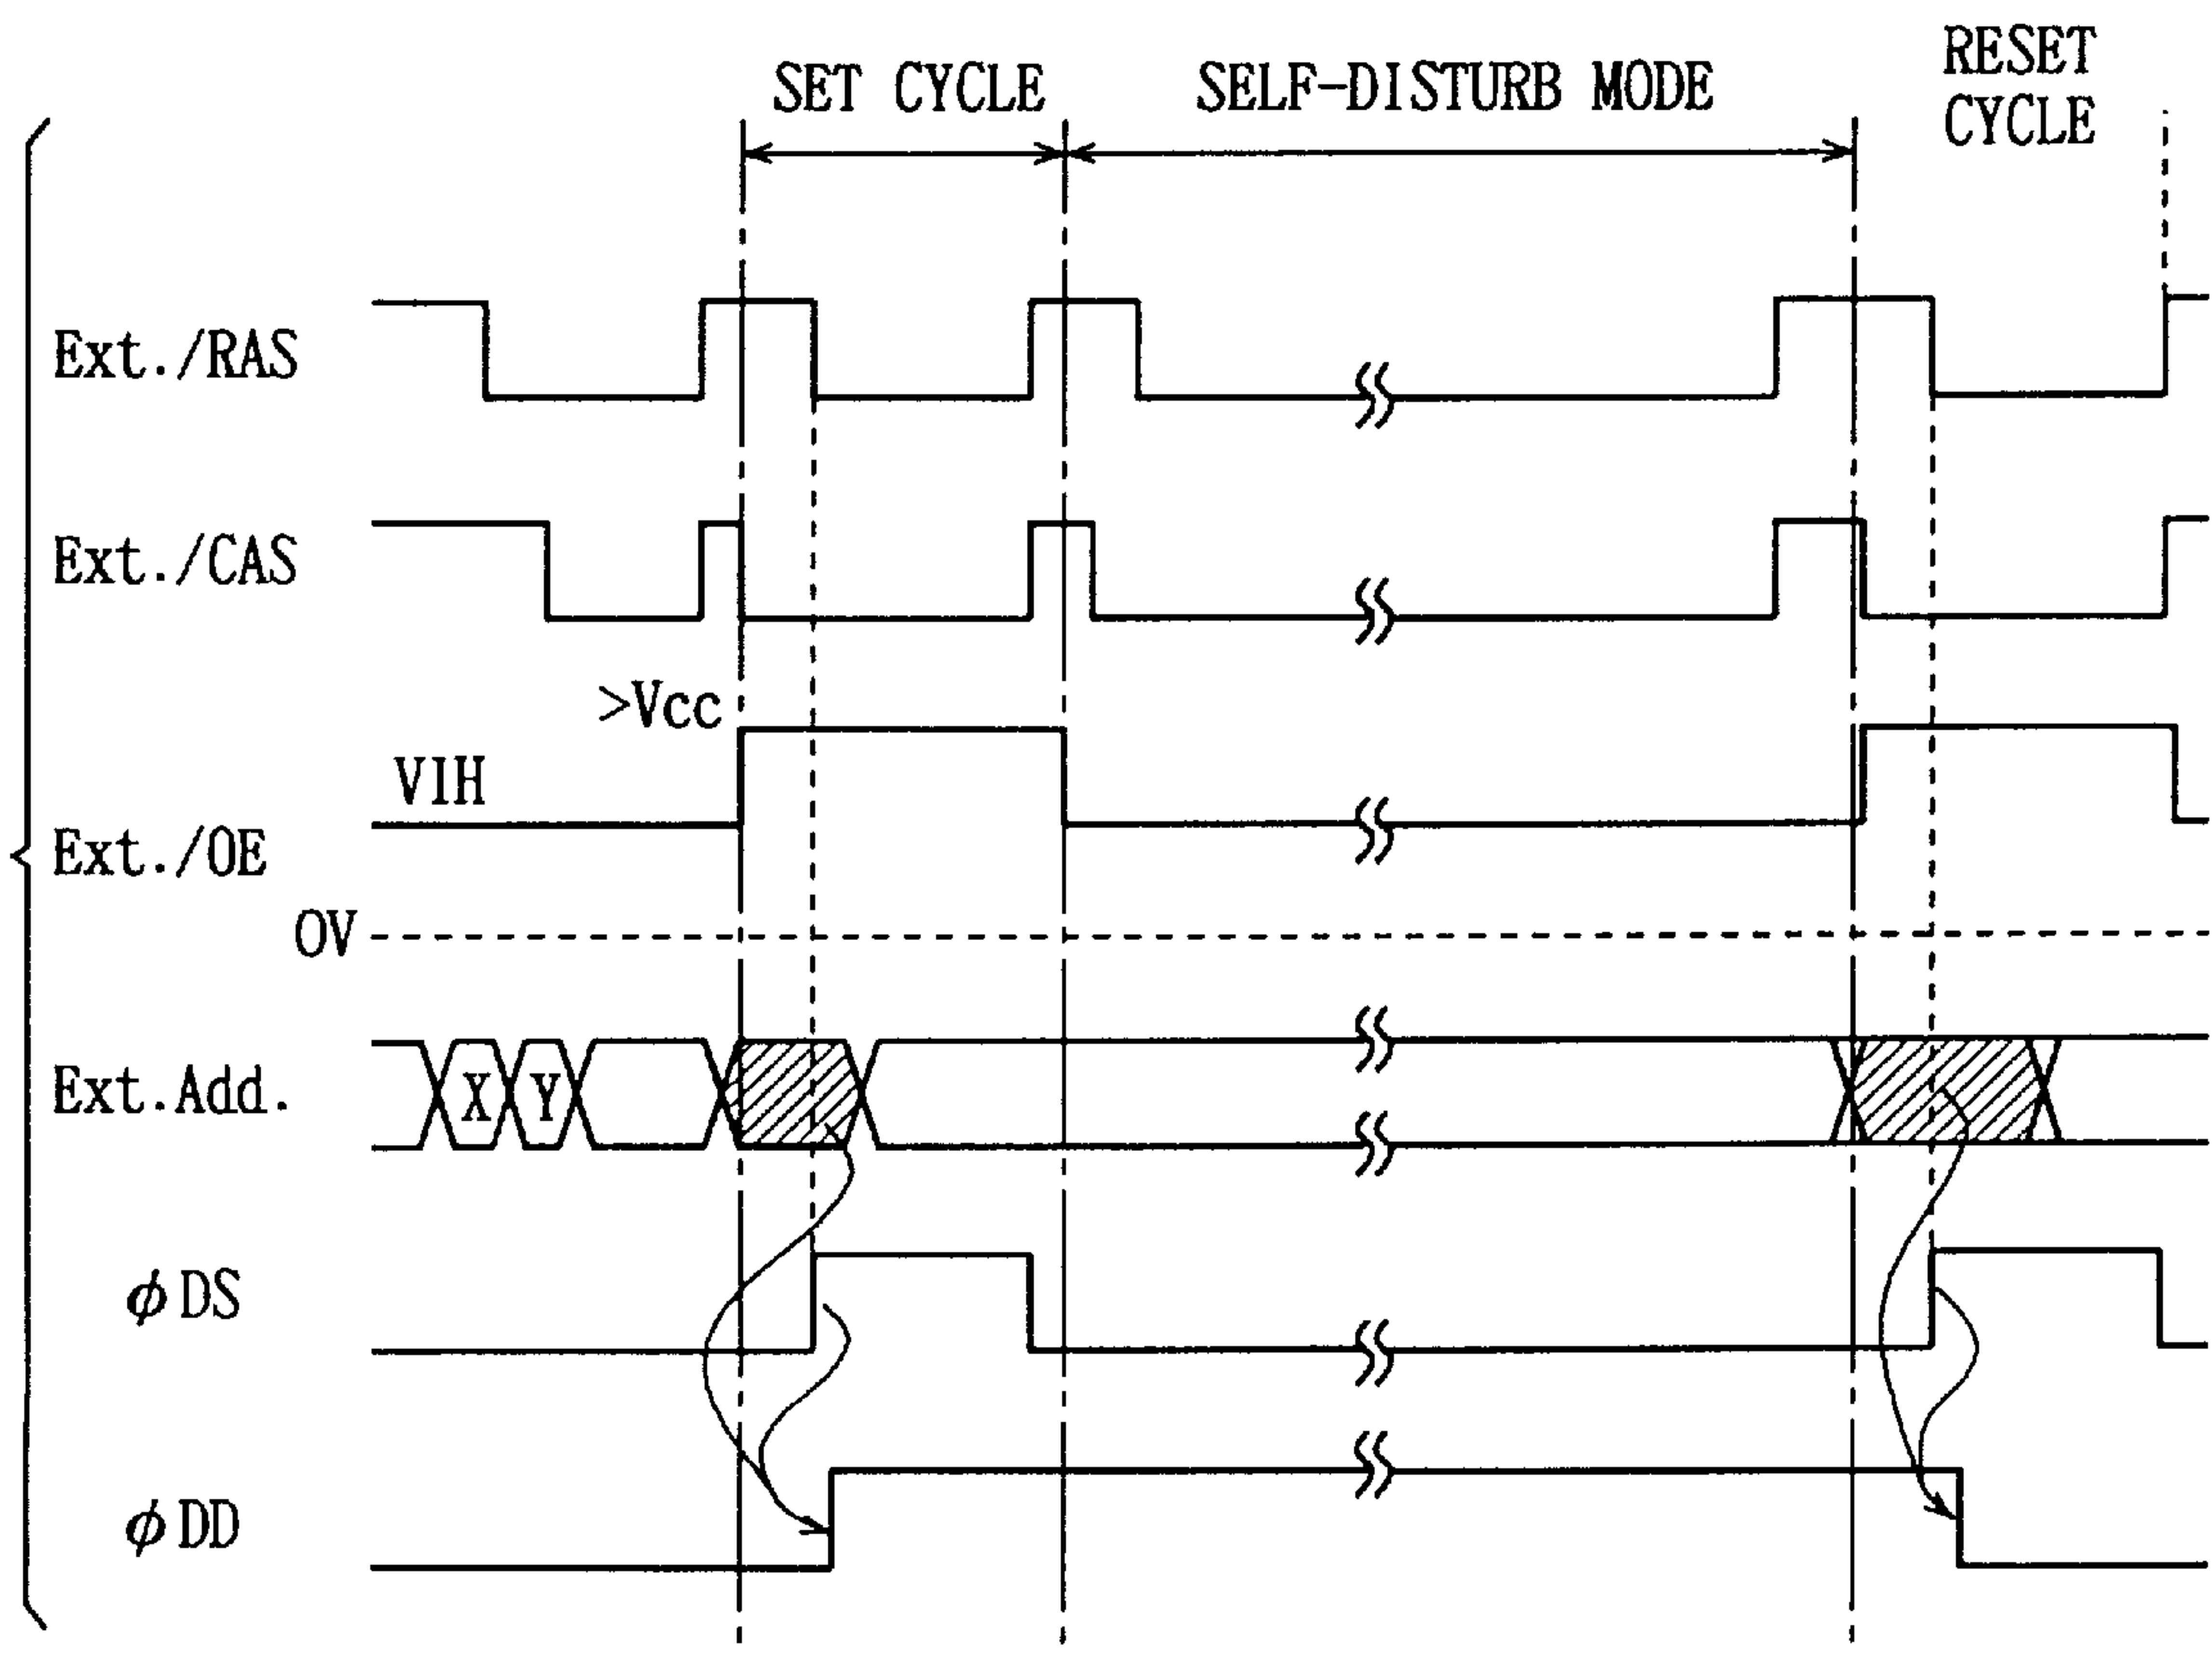 SET CYCLE
SELF-DISTURB MODE
RESET
CYCLE
Ext./RAS
Ext./CAS
>Vcc
VIH
Ext./OE
OV
Ext.Add.
X
Y
φDS
φDD